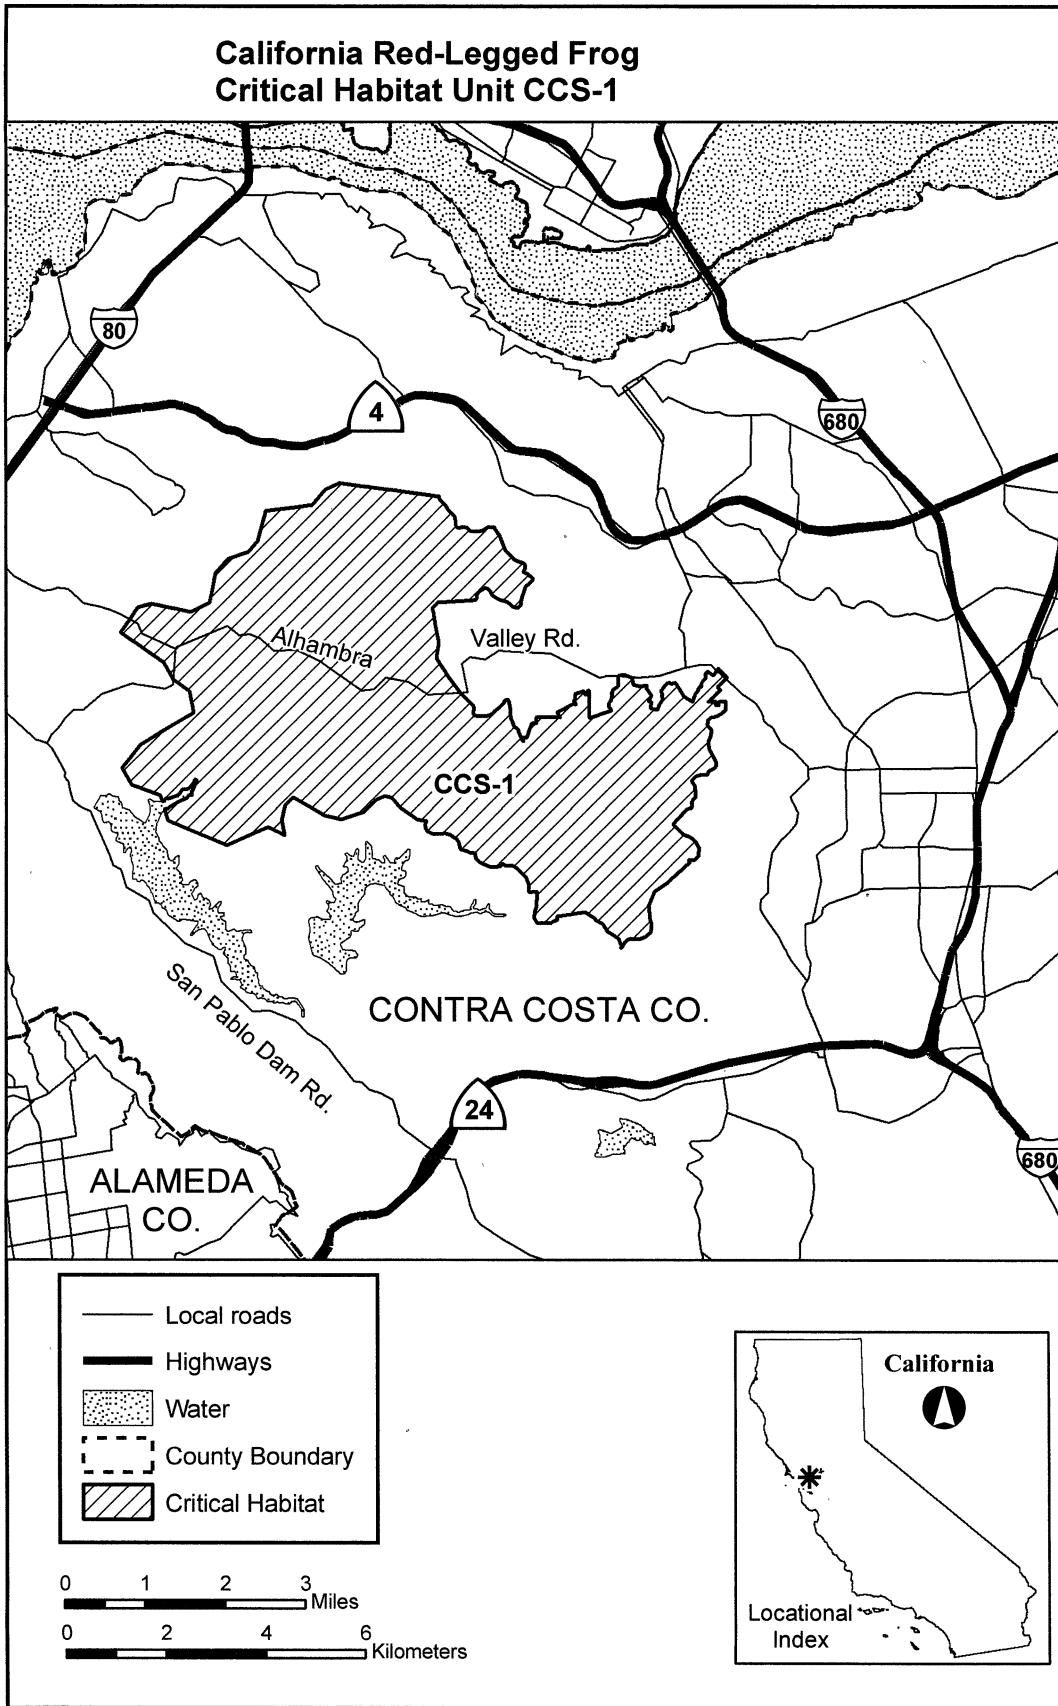 California Red-Legged Frog
Critical Habitat Unit CCS-1
80
4
680
Alhambra
Valley Rd.
CCS-1
San Pablo Dam Rd.
CONTRA COSTA CO.
24
680
ALAMEDA
CO.
Local roads
Highways
Water
County Boundary
Critical Habitat
0 1 2 3
Miles
0 2 4 6
Kilometers
California
Locational
Index